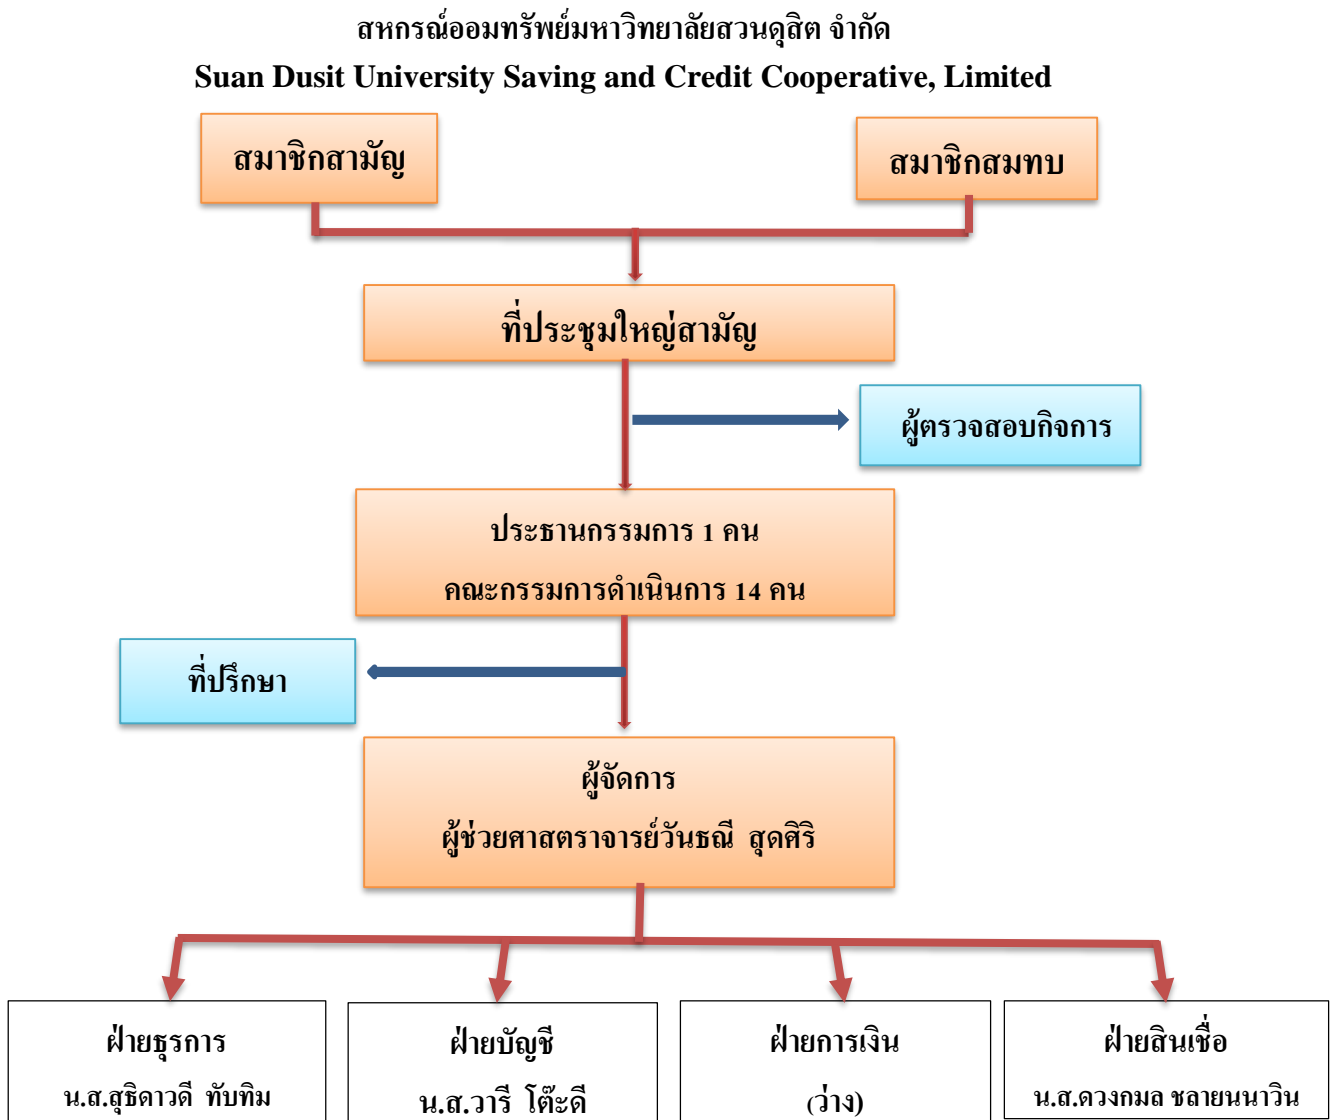 สหกรณ์ออมทรัพย์มหาวิทยาลัยสวนดุสิต จำกัด
Suan Dusit University Saving and Credit Cooperative, Limited
สมาชิกสามัญ
สมาชิกสมทบ
ที่ประชุมใหญ่สามัญ
ผู้ตรวจสอบกิจการ
ประธานกรรมการ 1 คน
คณะกรรมการดำเนินการ 14 คน
ที่ปรึกษา
ผู้จัดการ
ผู้ช่วยศาสตราจารย์วันธณี สุดศิริ
ฝ่ายธุรการ
น.ส.สุธิดาวดี ทับทิม
ฝ่ายบัญชี
น.ส.วารี โต๊ะดี
ฝ่ายการเงิน
(ว่าง)
ฝ่ายสินเชื่อ
น.ส.ดวงกมล ชลายนนาวิน